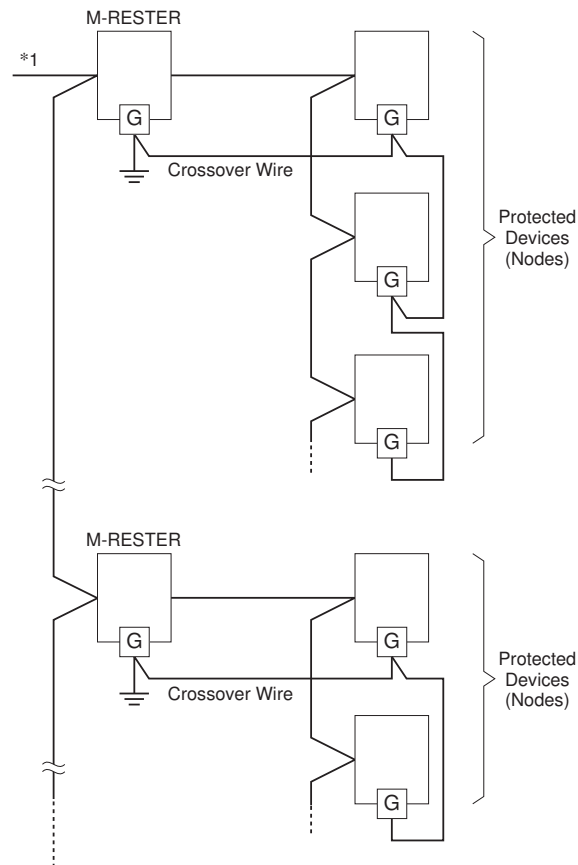 M-RESTER
*1
G
G
Crossover Wire
G
Protected
Devices
(Nodes)
G
M-RESTER
G
G
Crossover Wire
Protected
Devices
(Nodes)
G